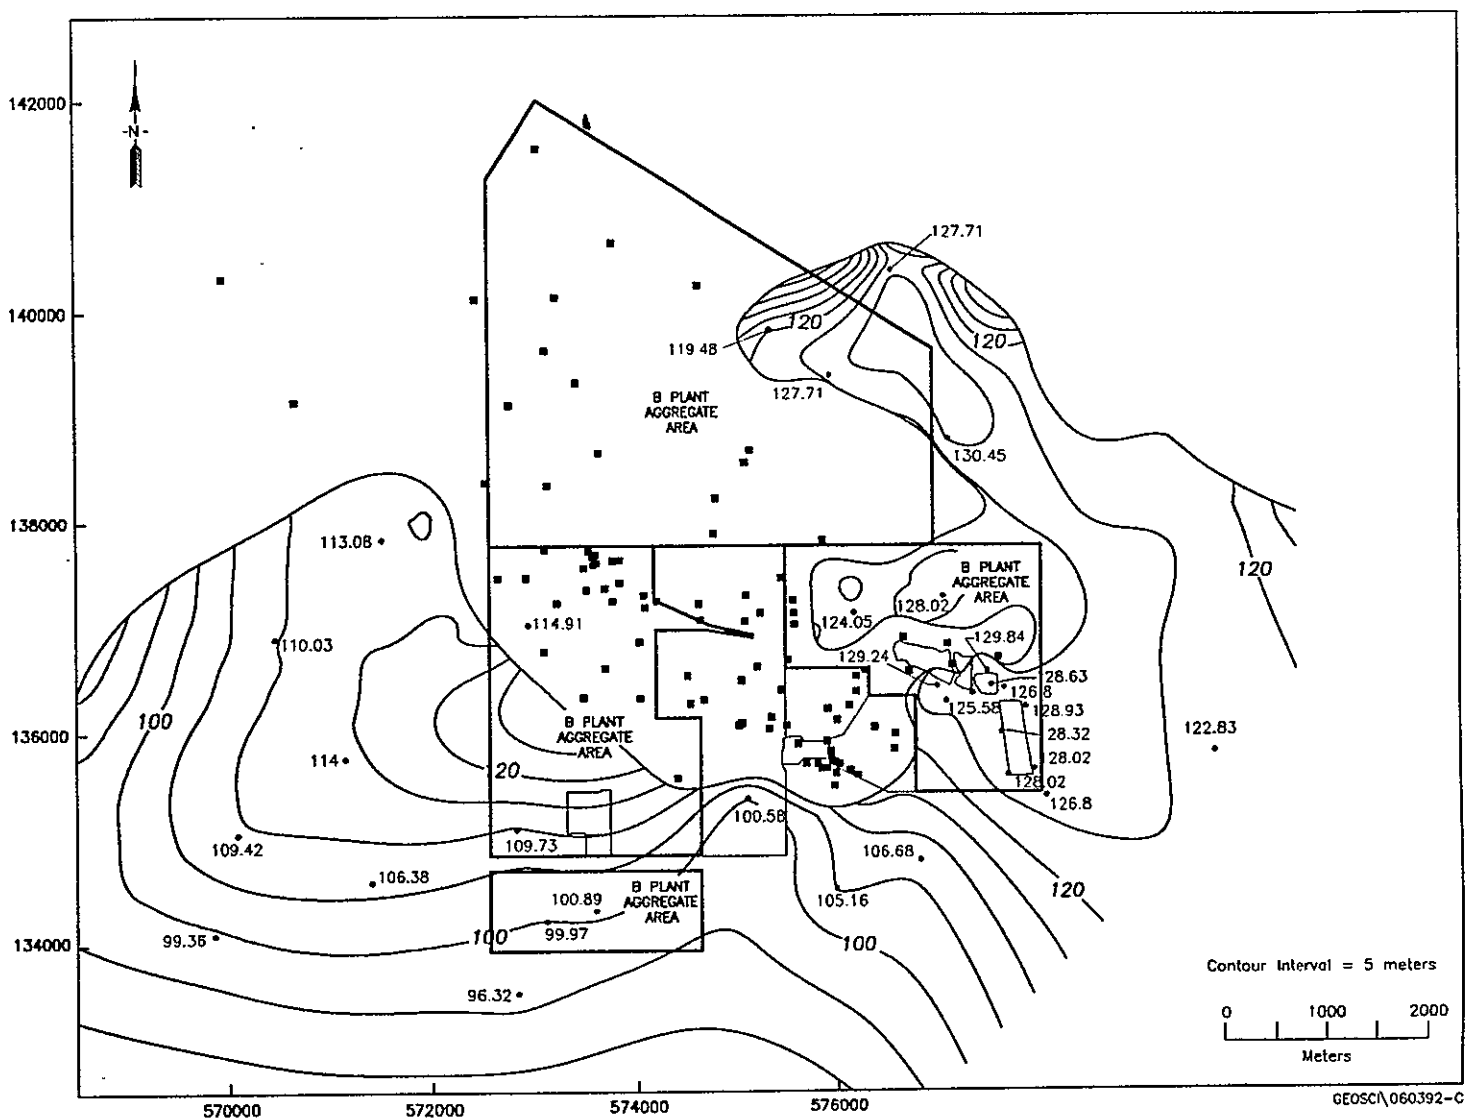 142000
-N-
127.71
140000
120
119.48
120
B PLANT
AGGREGATE
AREA
127.71
130.45
138000
113.08
120
B PLANT
AGGREGATE
AREA
128.02
124.05
114.91
129.84
110.03
129.24
28.63
126.8
125.58
128.93
100
B PLANT
AGGREGATE
AREA
136000
122.83
28.32
114
20
28.02
128.02
126.8
100.58
109.42
109.73
106.68
106.38
120
B PLANT
AGGREGATE
AREA
100.89
105.16
99.36
100
99.97
100
134000
Contour Interval = 5 meters
96.32
0 1000 2000
Meters
570000 572000 574000 576000
GEOSCI\060392-C